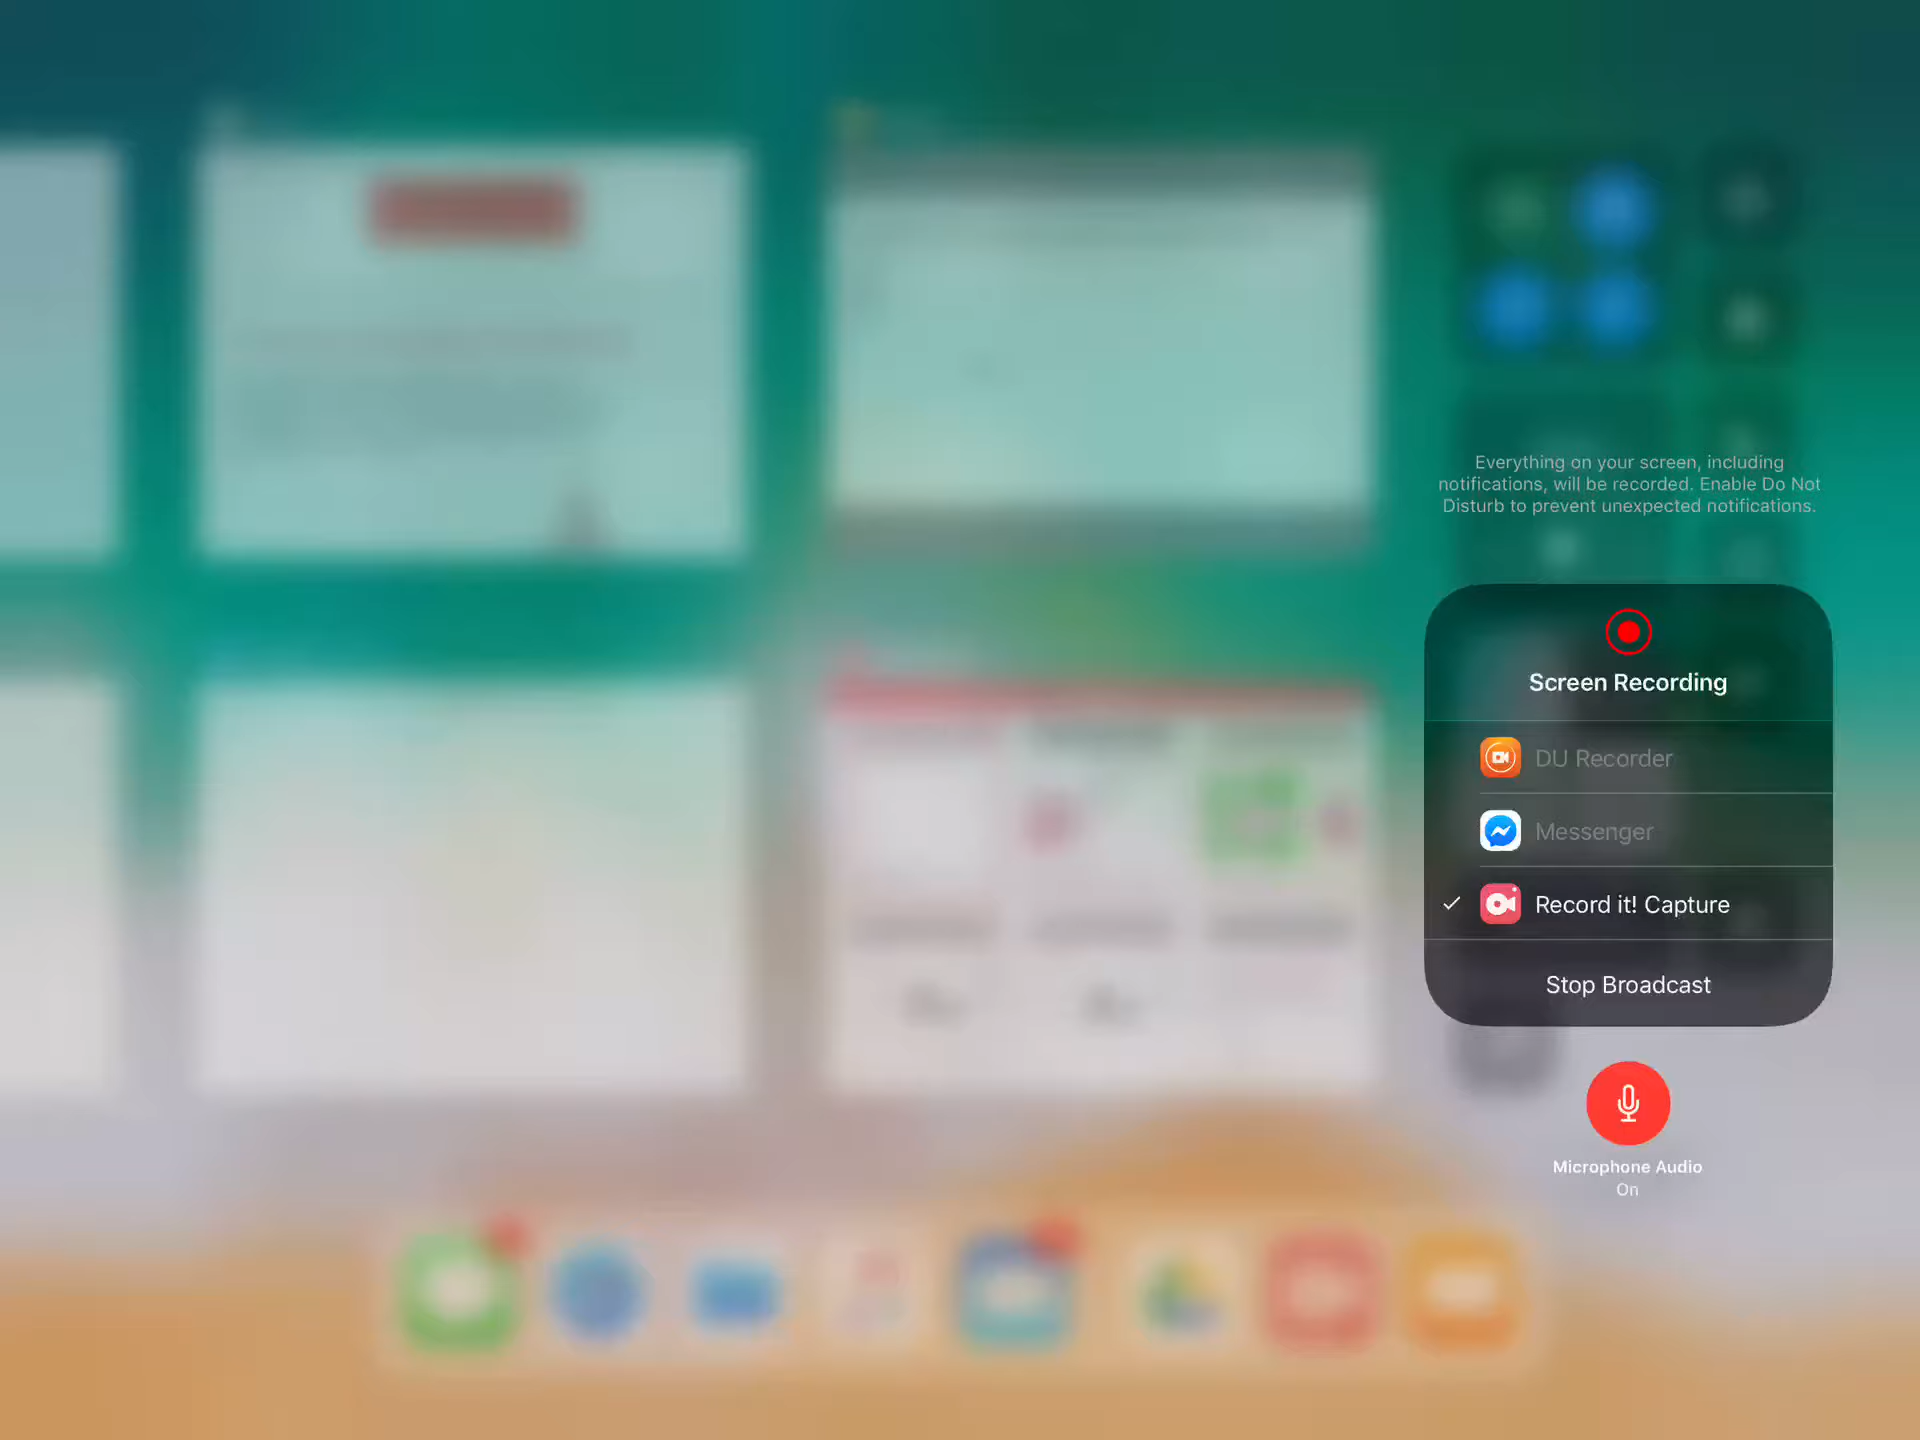 Everything on your screen, including
notifications, will be recorded. Enable Do Not
Disturb to prevent unexpected notifications.
Screen Recording
DU Recorder
Messenger
Record it! Capture
Stop Broadcast
Microphone Audio
On